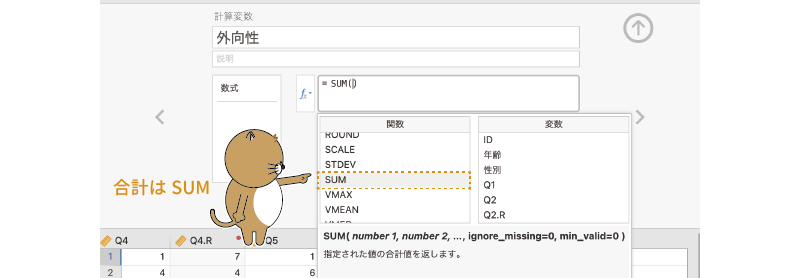 計算変数
外向性
説明
数式
fx
= SUM()
関数
変数
ROUND
SCALE
STDEV
SUM
VMAX
VMEAN
ID
年齢
性別
Q1
Q2
Q2.R
合計は SUM
SUM( number 1, number 2, …, ignore_missing=0, min_valid=0 )
指定された値の合計値を返します。
Q4
Q4.R
Q5
1 1 7 1
2 4 4 6